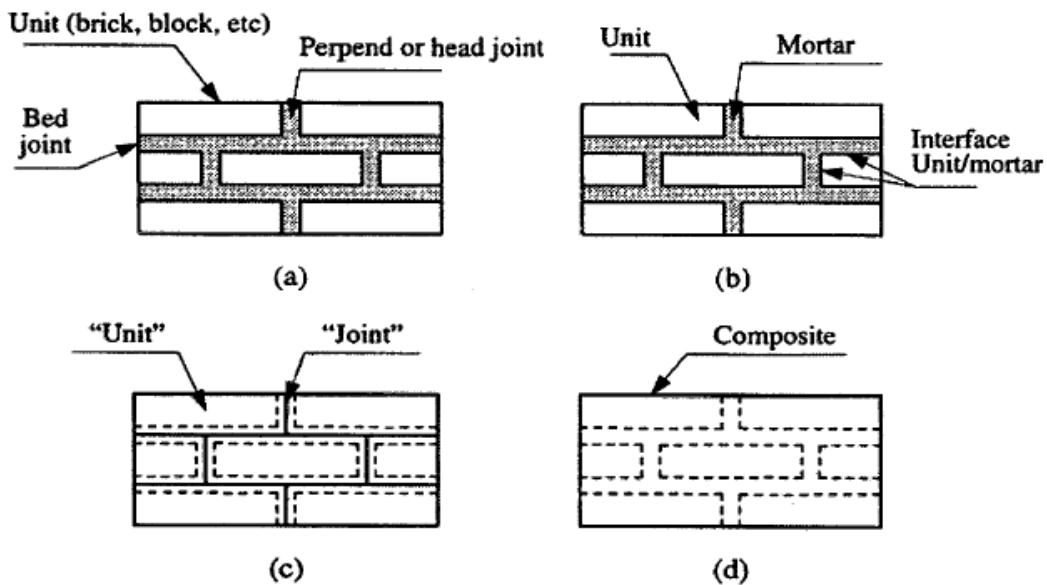 Unit (brick, block, etc)
Perpend or head joint
Bed
joint
(a)
Unit
Mortar
Interface
Unit/mortar
(b)
“Unit”
“Joint”
(c)
Composite
(d)